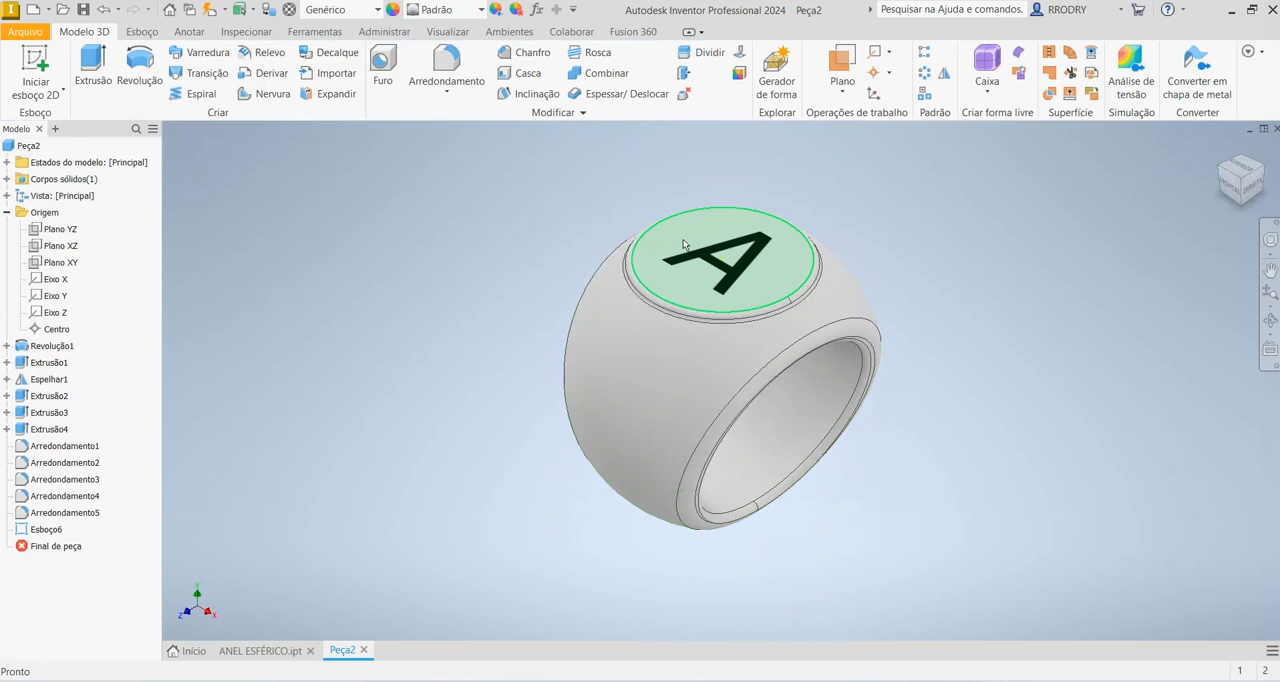 Genérico
Padrão
Autodesk Inventor Professional 2024
Peça2
Pesquisar na Ajuda e comandos.
RRODRY
Arquivo
Modelo 3D
Esboço
Anotar
Inspecionar
Ferramentas
Administrar
Visualizar
Ambientes
Colaborar
Fusion 360
Iniciar esboço 2D
Extrusão
Revolução
Varredura
Transição
Espiral
Relevo
Derivar
Nervura
Decalque
Importar
Expandir
Furo
Arredondamento
Chanfro
Casca
Inclinação
Rosca
Combinar
Espessar/ Deslocar
Dividir
Gerador de forma
Plano
Caixa
Análise de tensão
Converter em chapa de metal
Esboço
Criar
Modificar
Explorar
Operações de trabalho
Padrão
Criar forma livre
Superfície
Simulação
Converter
Modelo
Peça2
Estados do modelo: [Principal]
Corpos sólidos(1)
Vista: [Principal]
Origem
Plano YZ
Plano XZ
Plano XY
Eixo X
Eixo Y
Eixo Z
Centro
Revolução1
Extrusão1
Espelhar1
Extrusão2
Extrusão3
Extrusão4
Arredondamento1
Arredondamento2
Arredondamento3
Arredondamento4
Arredondamento5
Esboço6
Final de peça
A
SUPERIOR
FRONTAL
DIREITA
Y
Z
X
Início
ANEL ESFÉRICO.ipt
Peça2
Pronto
1
2